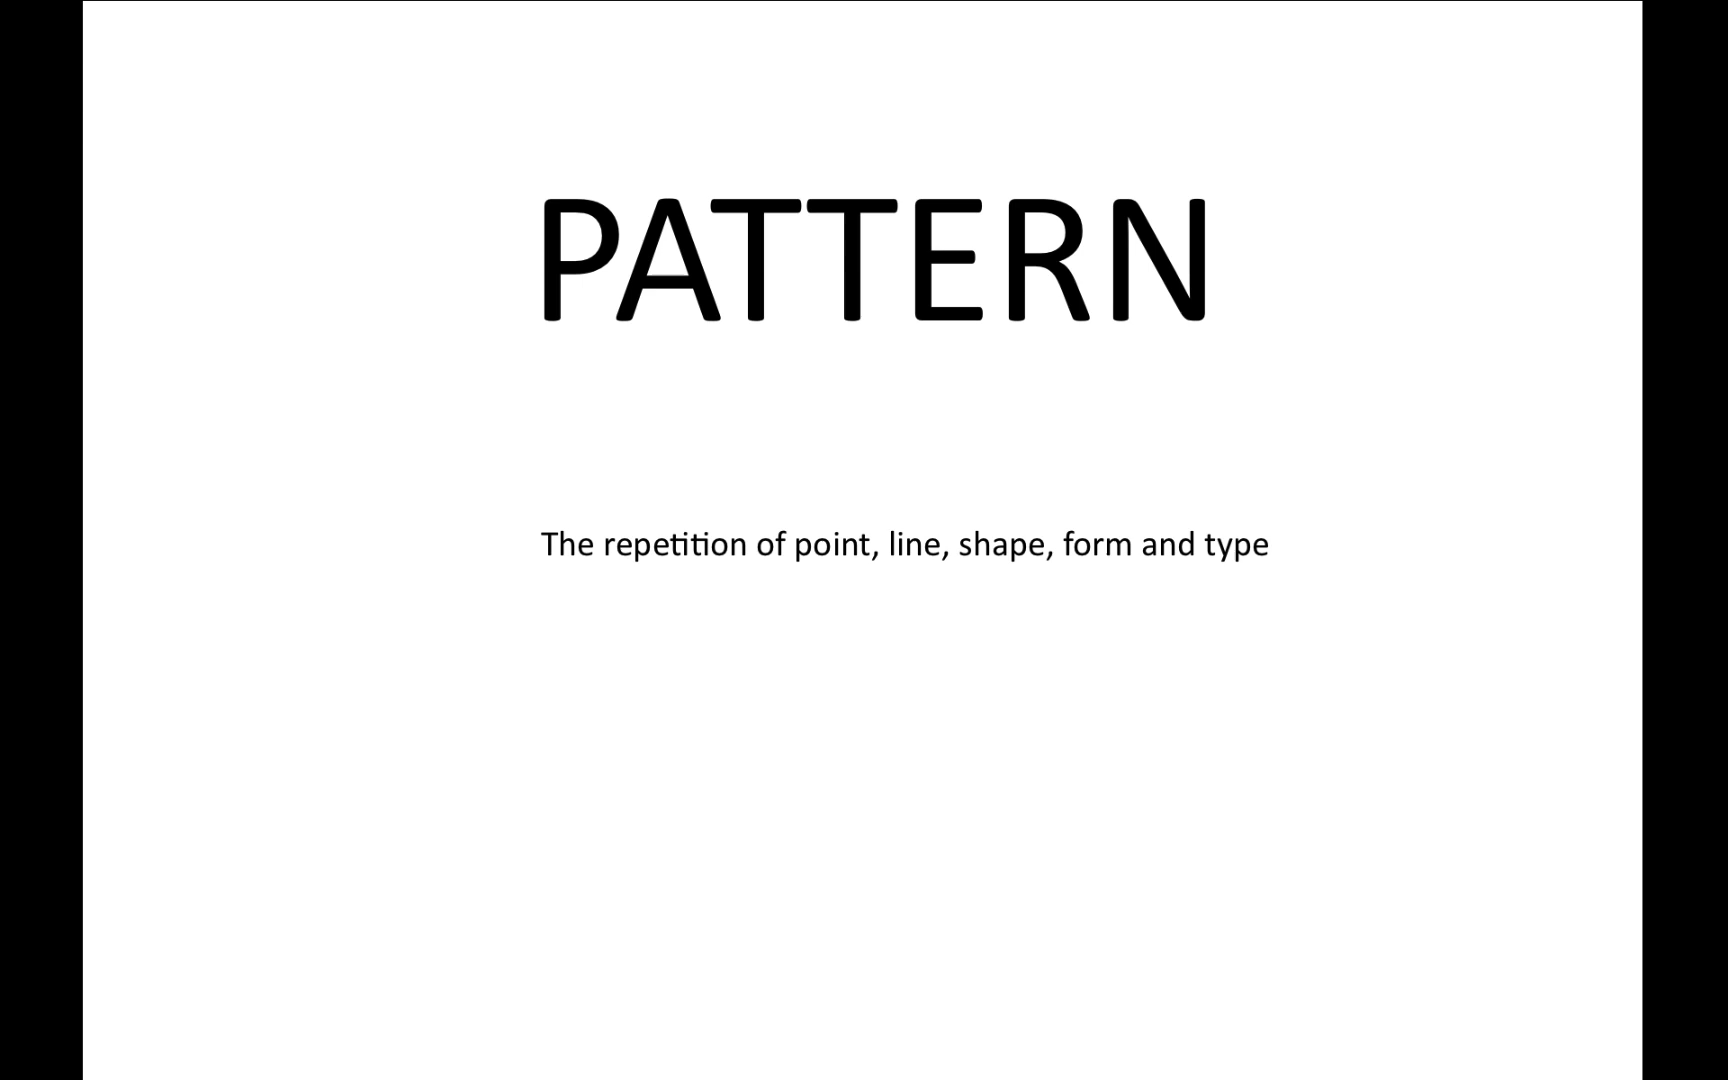 PATTERN
The repetition of point, line, shape, form and type